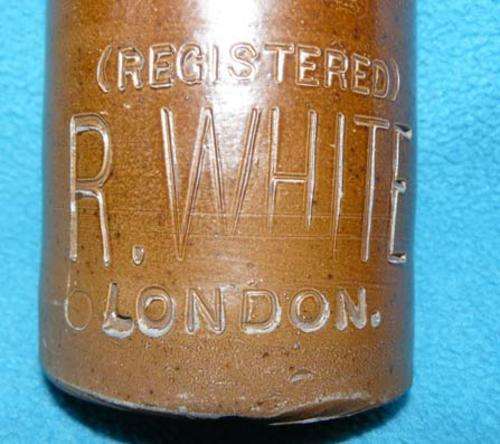 (REGISTERED)
R. WHITE
LONDON.